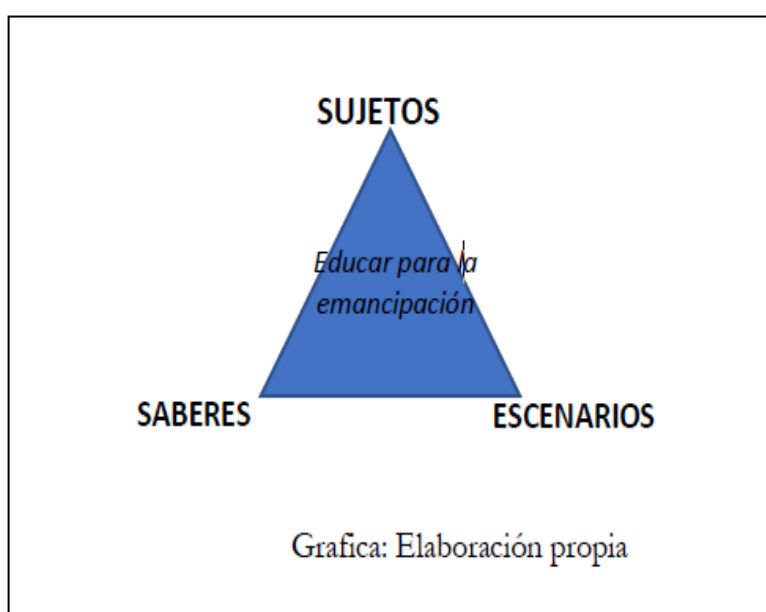 SUJETOS
Educar para la
emancipación
SABERES ESCENARIOS
Grafica: Elaboración propia